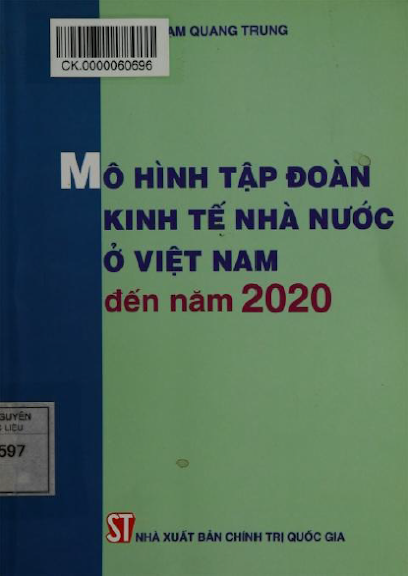 ẠM QUANG TRUNG
CK.0000060696
MÔ HÌNH TẬP ĐOÀN
KINH TẾ NHÀ NƯỚC
Ở VIỆT NAM
đến năm 2020
GUYÊN
LIỆU
597
ST NHÀ XUẤT BẢN CHÍNH TRỊ QUỐC GIA